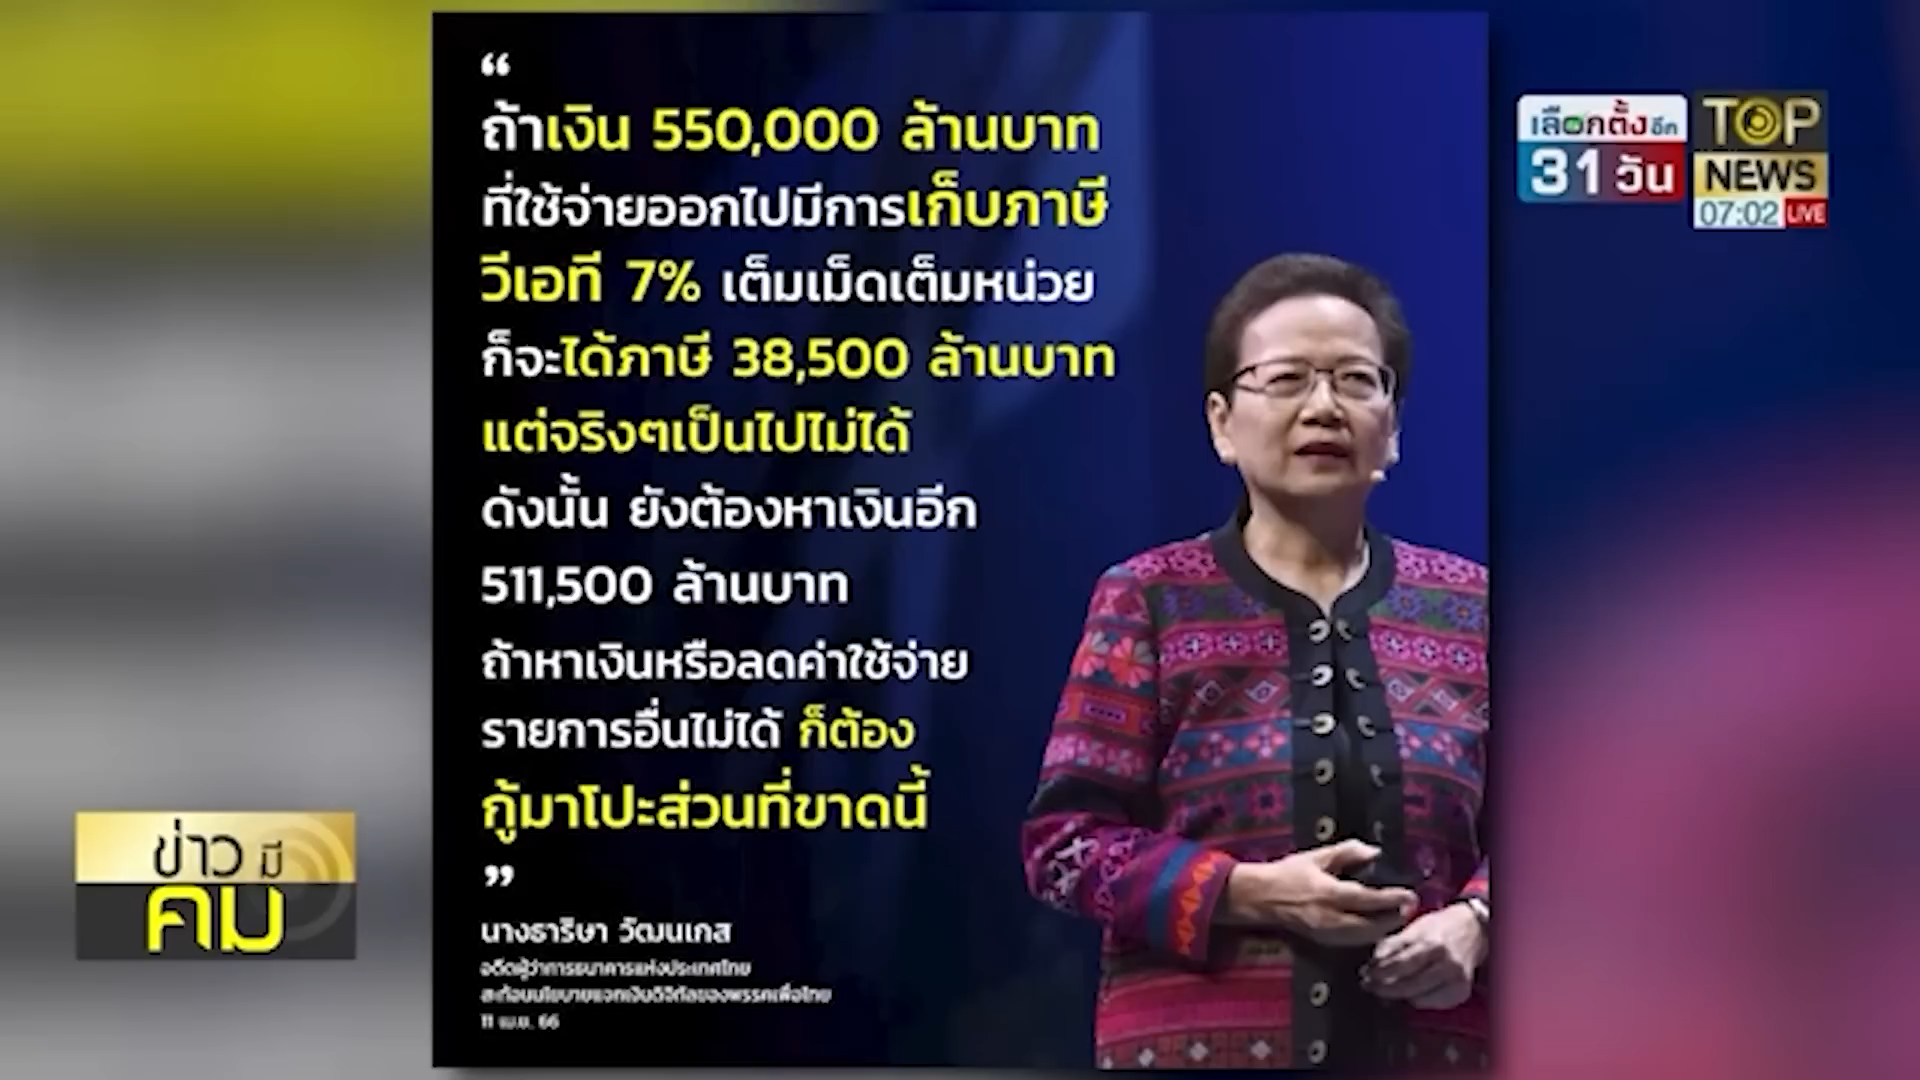 “
ถ้าเงิน 550,000 ล้านบาท
ที่ใช้จ่ายออกไปมีการเก็บภาษี
วีเอที 7% เต็มเม็ดเต็มหน่วย
ก็จะได้ภาษี 38,500 ล้านบาท
แต่จริงๆเป็นไปไม่ได้
ดังนั้น ยังต้องหาเงินอีก
511,500 ล้านบาท
ถ้าหาเงินหรือลดค่าใช้จ่าย
รายการอื่นไม่ได้ ก็ต้อง
กู้มาโปะส่วนที่ขาดนี้
”
นางธาริษา วัฒนเกส
อดีตผู้ว่าการธนาคารแห่งประเทศไทย
สะท้อนนโยบายแจกเงินดิจิทัลของพรรคเพื่อไทย
11 เม.ย. 66
เลือกตั้งอีก
31 วัน
TOP
NEWS
07:02 LIVE
ข่าว มี
คม